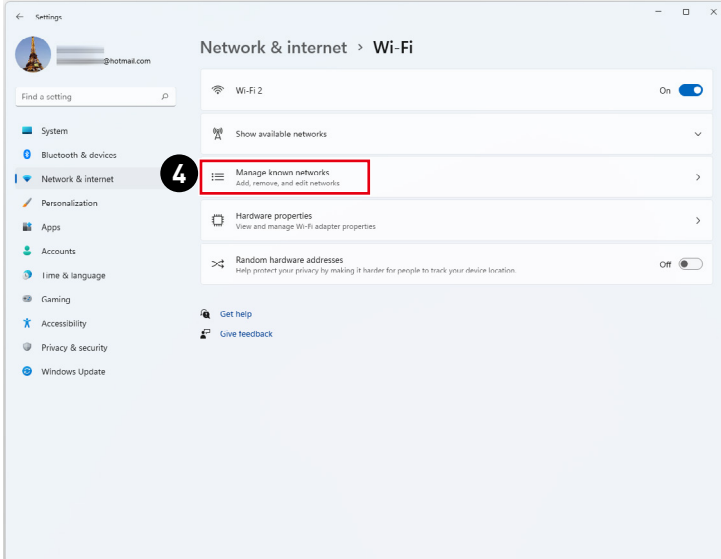 Settings
@hotmail.com
Find a setting
System
Bluetooth & devices
Network & internet
Personalization
Apps
Accounts
Time & language
Gaming
Accessibility
Privacy & security
Windows Update
Network & internet > Wi-Fi
Wi-Fi 2
On
Show available networks
4
Manage known networks
Add, remove, and edit networks
Hardware properties
View and manage Wi-Fi adapter properties
Random hardware addresses
Help protect your privacy by making it harder for people to track your device location.
Off
Get help
Give feedback